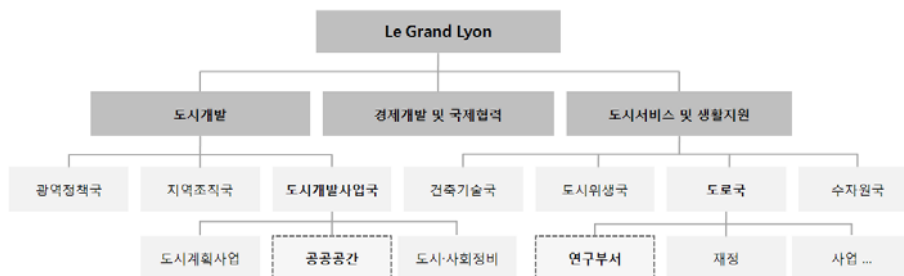 Le Grand Lyon
도시개발
경제개발 및 국제협력
도시서비스 및 생활지원
광역정책국
지역조직국
도시개발사업국
건축기술국
도시위생국
도로국
수자원국
도시계획사업
공공공간
도시·사회정비
연구부서
재정
사업 ...